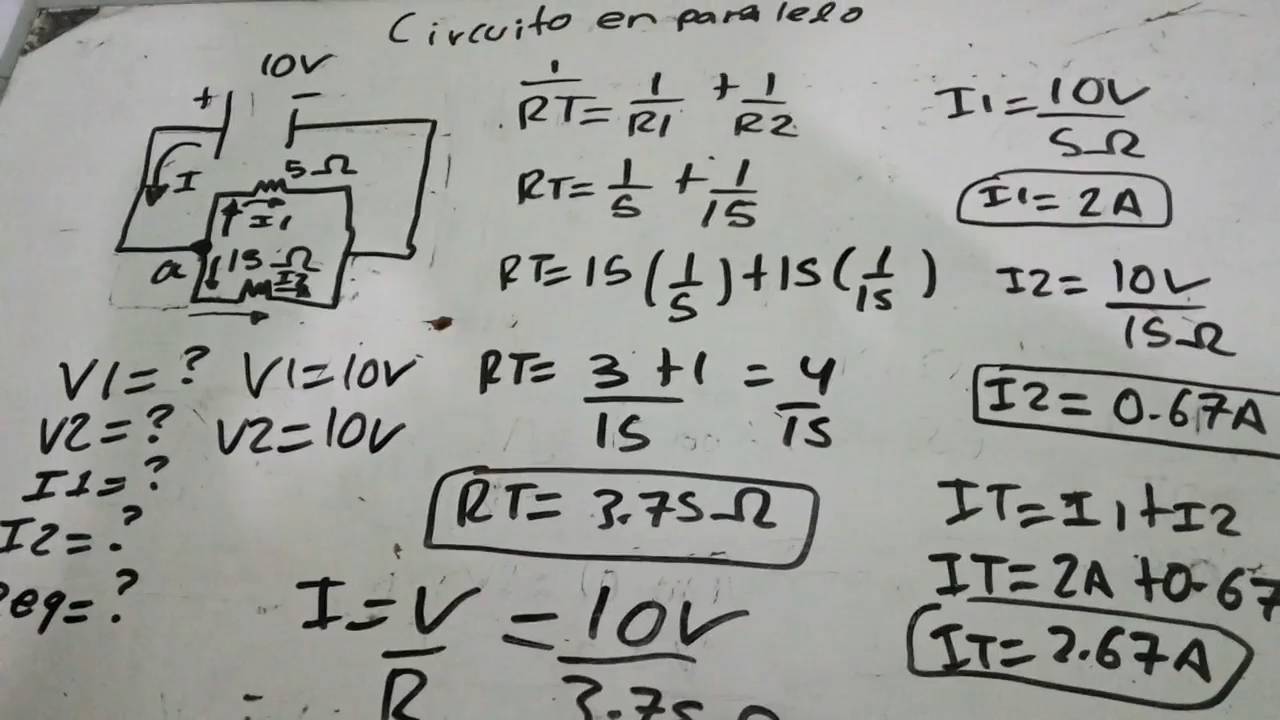 Circuito en paralelo
10V
+ -
I
5Ω
I1
a
15Ω
I2
V1=? V1=10V
V2=? V2=10V
I1=?
I2=?
eq=?
1/RT = 1/R1 + 1/R2
RT= 1/5 + 1/15
RT= 15(1/5)+15(1/15)
RT= 3+1/15 = 4/15
RT= 3.75Ω
I= V/R = 10V/3.75
I1= 10V/5Ω
I1= 2A
I2= 10V/15Ω
I2= 0.67A
IT= I1+I2
IT= 2A+0.67
IT= 2.67A